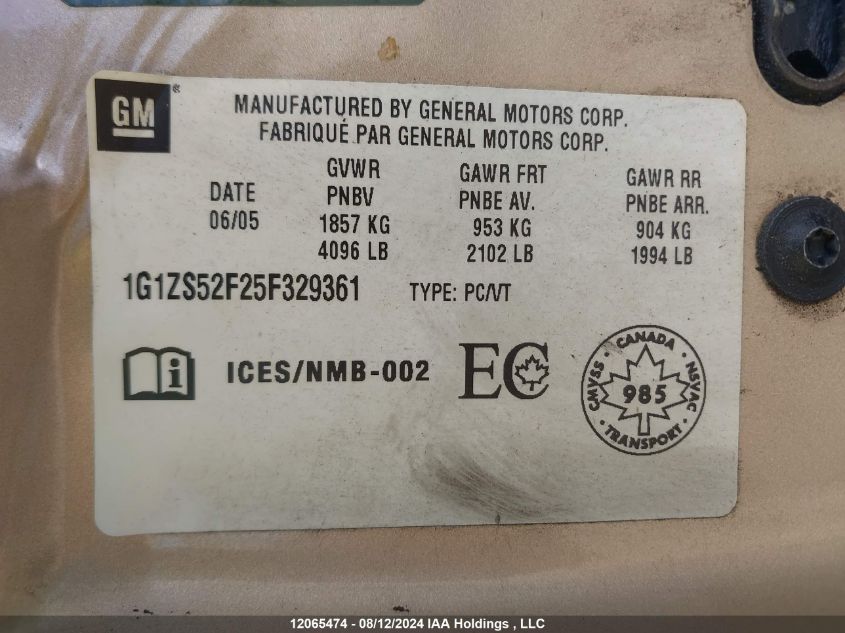 GM ®
MANUFACTURED BY GENERAL MOTORS CORP.
FABRIQUÉ PAR GENERAL MOTORS CORP.
GVWR GAWR FRT GAWR RR
DATE PNBV PNBE AV. PNBE ARR.
06/05 1857 KG 953 KG 904 KG
4096 LB 2102 LB 1994 LB
1G1ZS52F25F329361 TYPE: PC/VT
i ICES/NMB-002 EC
CANADA
CMVSS 985 NSVAC
TRANSPORT
12065474 - 08/12/2024 IAA Holdings , LLC